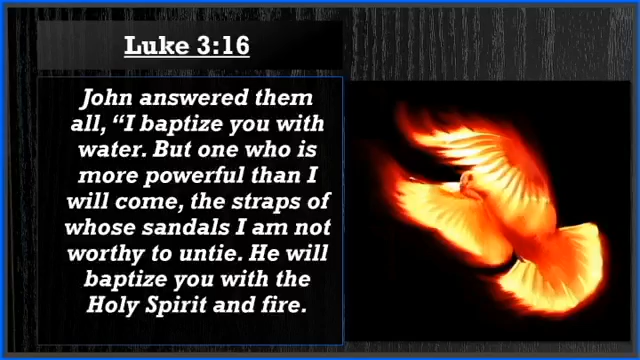 Luke 3:16
John answered them
all, “I baptize you with
water. But one who is
more powerful than I
will come, the straps of
whose sandals I am not
worthy to untie. He will
baptize you with the
Holy Spirit and fire.